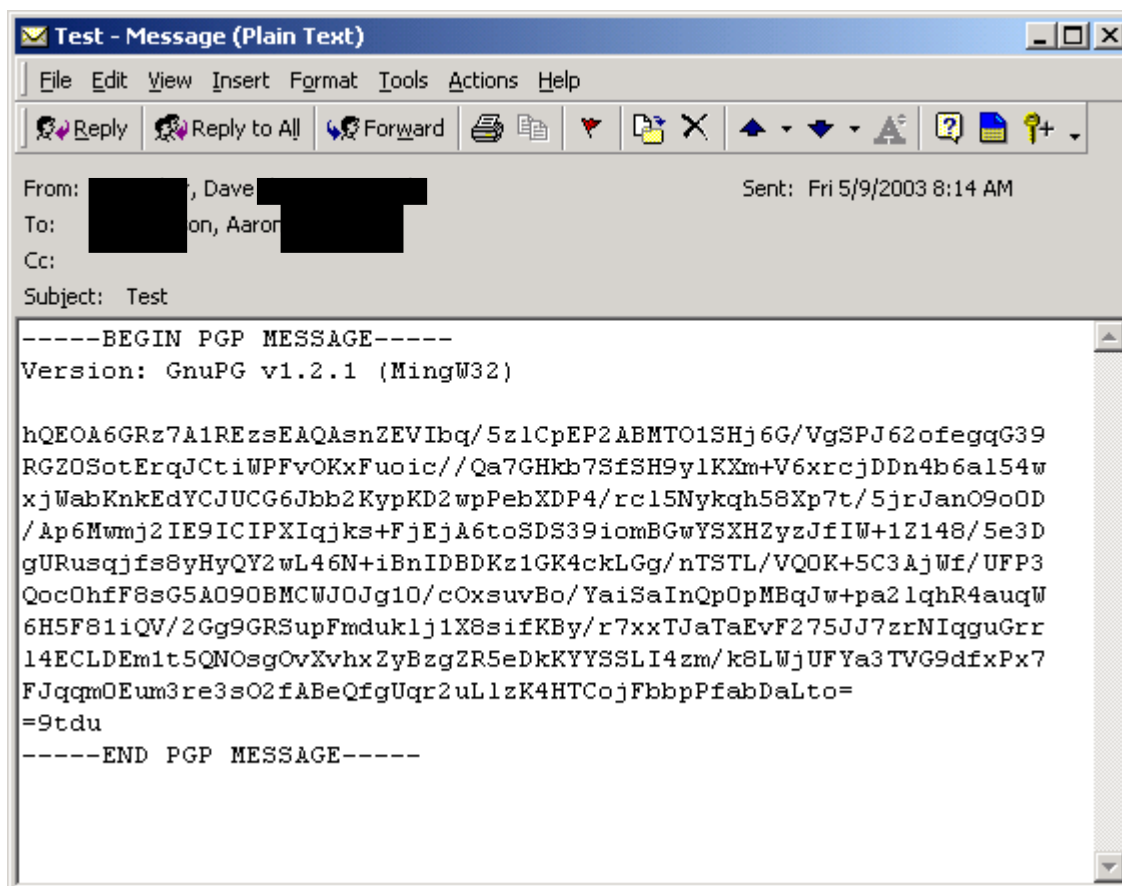 Test - Message (Plain Text)
File Edit View Insert Format Tools Actions Help
Reply Reply to All Forward
From: , Dave Sent: Fri 5/9/2003 8:14 AM
To: on, Aaron
Cc:
Subject: Test
-----BEGIN PGP MESSAGE-----
Version: GnuPG v1.2.1 (MingW32)
hQEOA6GRz7A1REzsEAQAsnZEVIbq/5zlCpEP2ABMTO1SHj6G/VgSPJ62ofegqG39
RGZOSotErqJCtiWPFvOKxFuoic//Qa7GHkb7SfSH9ylKXm+V6xrcjDDn4b6al54w
xjWabKnkEdYCJUCG6Jbb2KypKD2wpPebXDP4/rcl5Nykqh58Xp7t/5jrJanO9oOD
/Ap6Mwmj2IE9ICIPXIqjks+FjEjA6toSDS39iomBGwYSXHZyzJfIW+1Z148/5e3D
gURusqjfs8yHyQY2wL46N+iBnIDBDKz1GK4ckLGg/nTSTL/VQOK+5C3AjWf/UFP3
QocOhfF8sG5AO9OBMCWJOJg10/cOxsuvBo/YaiSaInQpOpMBqJw+pa2lqhR4auqW
6H5F81iQV/2Gg9GRSupFmduklj1X8sifKBy/r7xxTJaTaEvF275JJ7zrNIqguGrr
l4ECLDEm1t5QNOsgOvXvhxZyBzgZR5eDkKYYSSLI4zm/k8LWjUFYa3TVG9dfxPx7
FJqqmOEum3re3sO2fABeQfgUqr2uLlzK4HTCojFbbpPfabDaLto=
=9tdu
-----END PGP MESSAGE-----